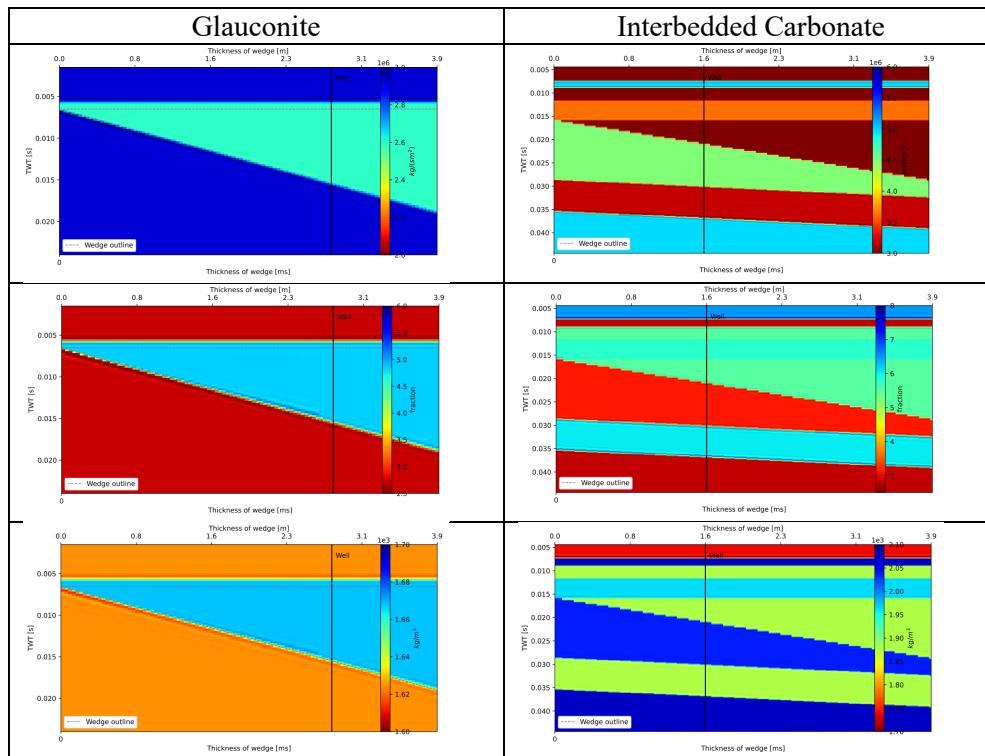 Glauconite
Interbedded Carbonate
Thickness of wedge [m]
0.0 0.8 1.6 2.3 3.1 3.9
1e6
Well
0.005
0.010
0.015
0.020
TWT [s]
2.8
2.6
2.4
2.2
2.0
kg/(sm²)
Wedge outline
0
Thickness of wedge [ms]
Thickness of wedge [m]
0.0 0.8 1.6 2.3 3.1 3.9
1e6
Well
0.005
0.010
0.015
0.020
0.025
0.030
0.035
0.040
TWT [s]
6.0
3.5
3.0
Wedge outline
0
Thickness of wedge [ms]
Thickness of wedge [m]
0.0 0.8 1.6 2.3 3.1 3.9
Well
0.005
0.010
0.015
0.020
TWT [s]
6.0
5.0
4.5
4.0
3.5
3.0
2.5
fraction
Wedge outline
0
Thickness of wedge [ms]
Thickness of wedge [m]
0.0 0.8 1.6 2.3 3.1 3.9
Well
0.005
0.010
0.015
0.020
0.025
0.030
0.035
0.040
TWT [s]
8
7
6
5
fraction
Wedge outline
0
Thickness of wedge [ms]
Thickness of wedge [m]
0.0 0.8 1.6 2.3 3.1 3.9
1e3
Well
0.005
0.010
0.015
0.020
TWT [s]
1.70
1.68
1.66
1.64
1.62
1.60
kg/m³
Wedge outline
0
Thickness of wedge [ms]
Thickness of wedge [m]
0.0 0.8 1.6 2.3 3.1 3.9
1e3
Well
0.005
0.010
0.015
0.020
0.025
0.030
0.035
0.040
TWT [s]
2.10
2.05
2.00
1.95
1.90
1.85
1.80
1.70
kg/m³
Wedge outline
0
Thickness of wedge [ms]